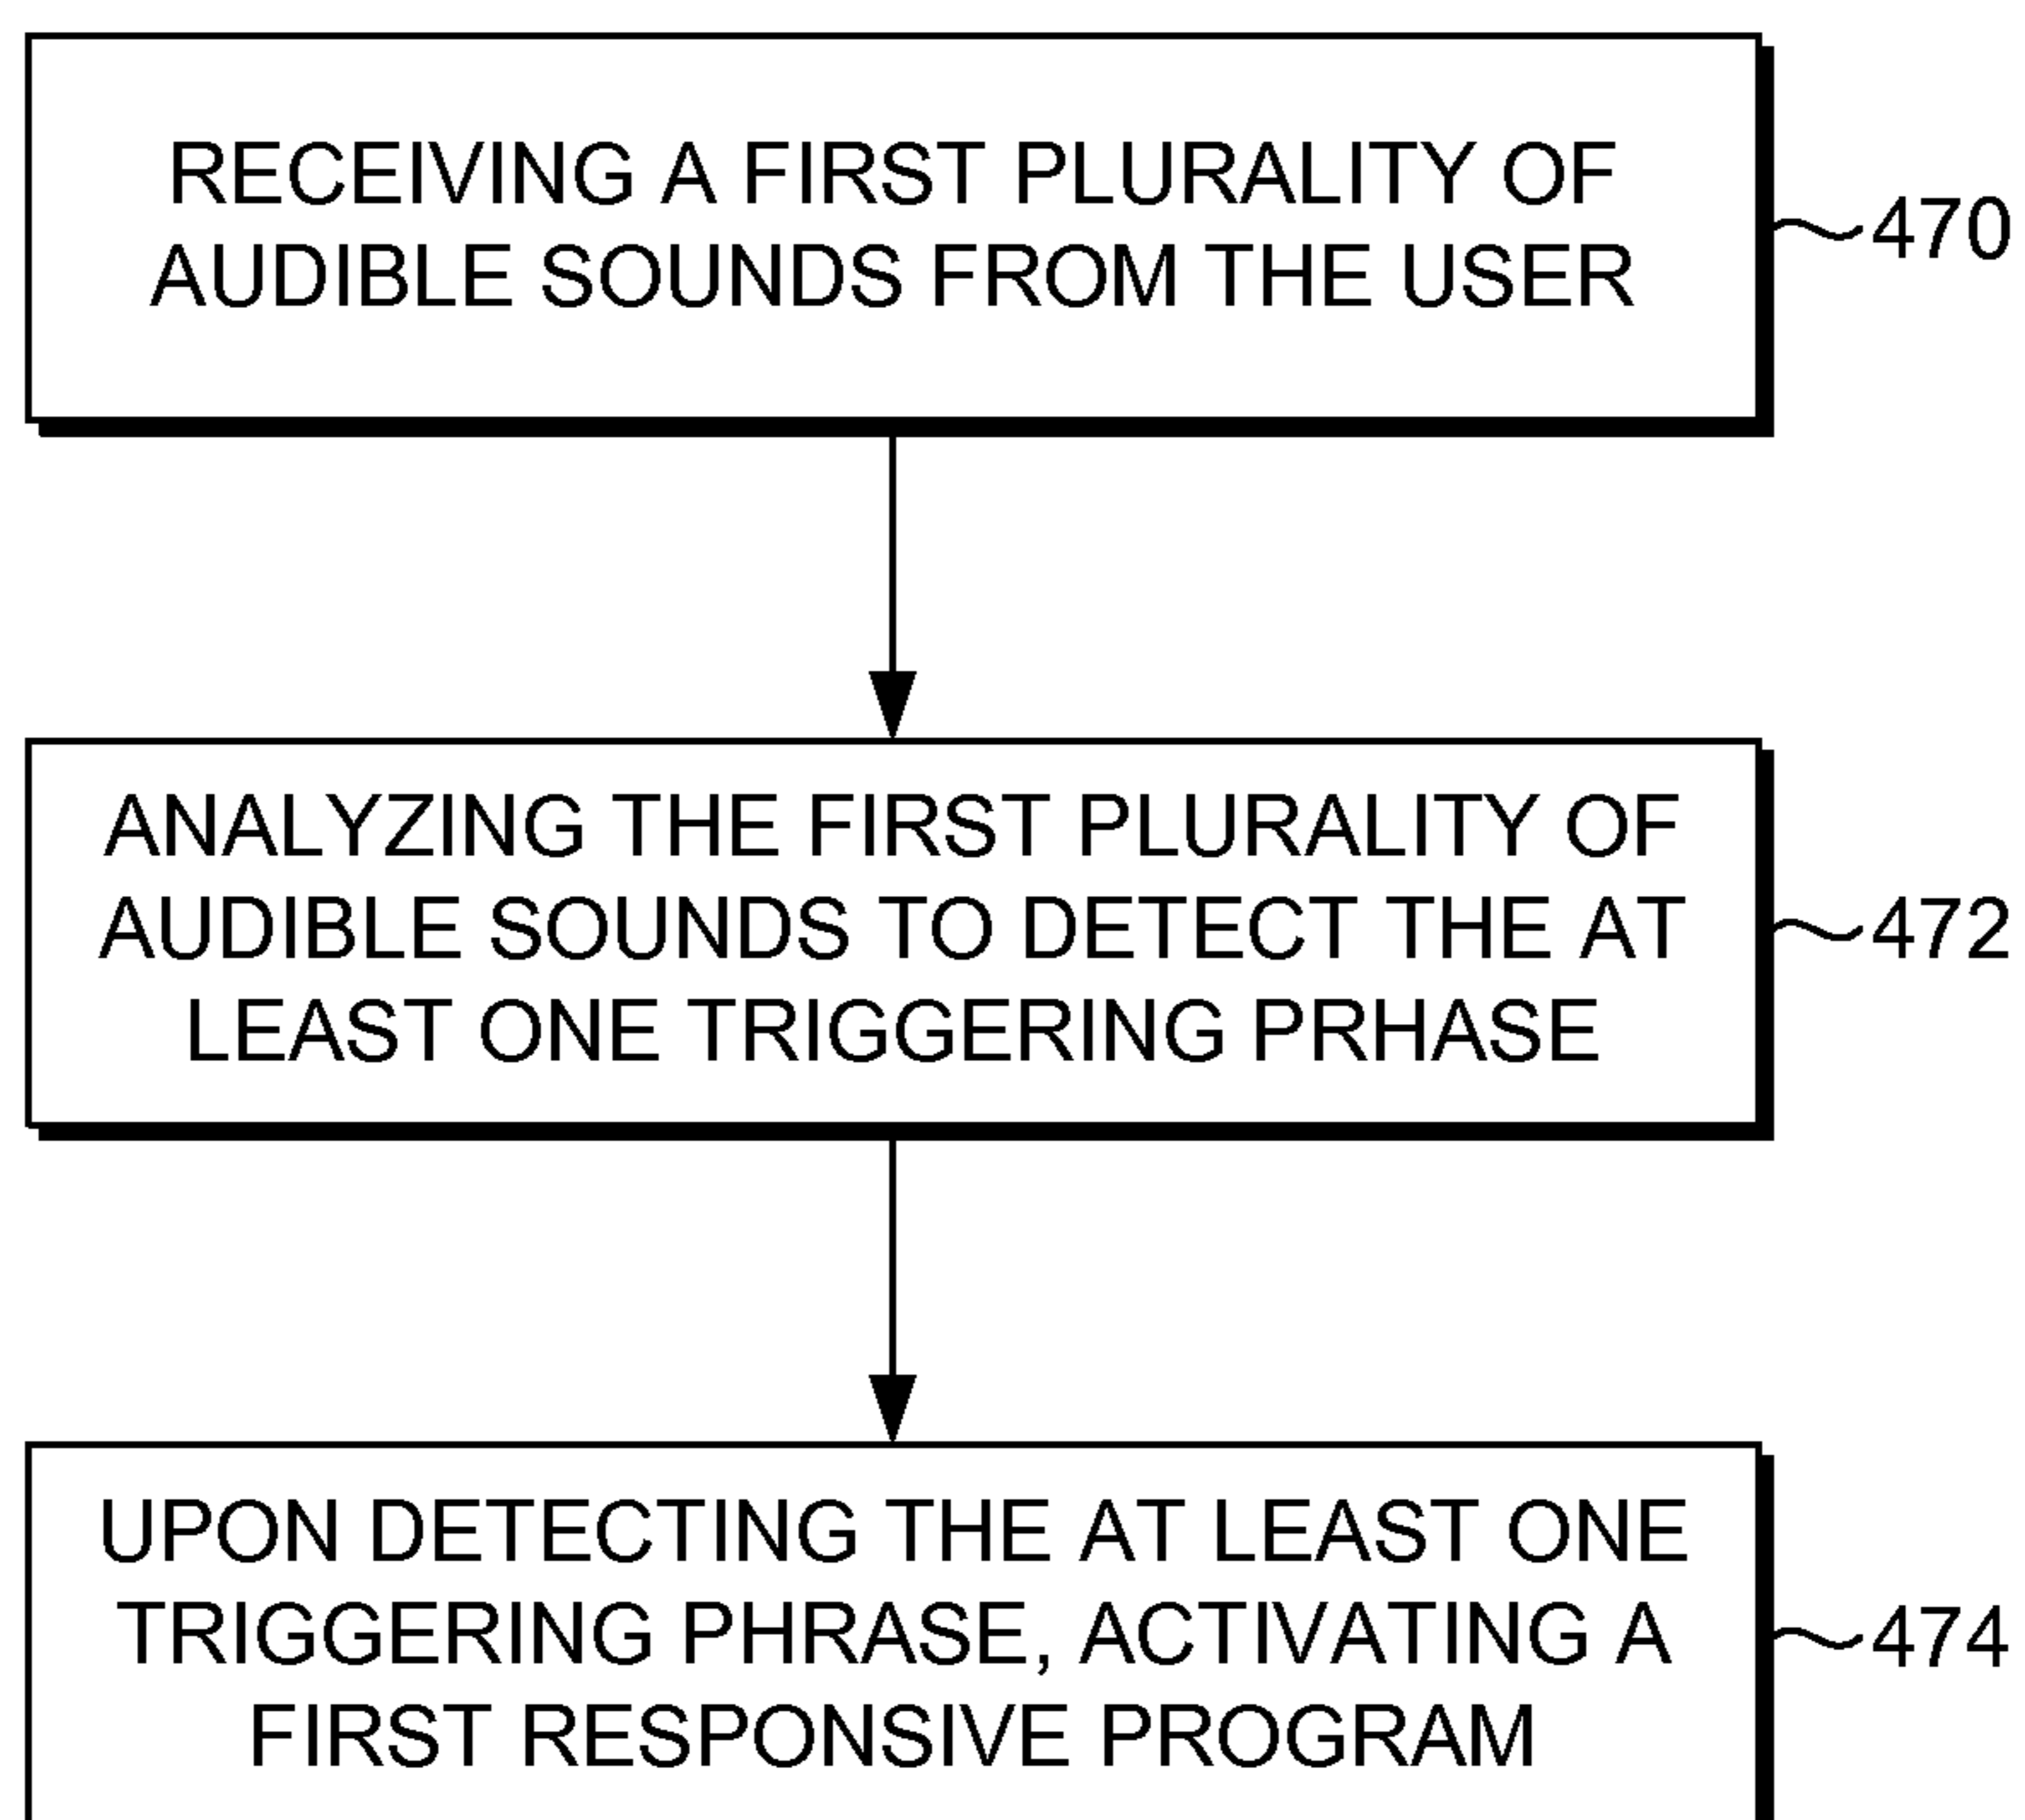 RECEIVING A FIRST PLURALITY OF
AUDIBLE SOUNDS FROM THE USER
470
ANALYZING THE FIRST PLURALITY OF
AUDIBLE SOUNDS TO DETECT THE AT
LEAST ONE TRIGGERING PRHASE
472
UPON DETECTING THE AT LEAST ONE
TRIGGERING PHRASE, ACTIVATING A
FIRST RESPONSIVE PROGRAM
474